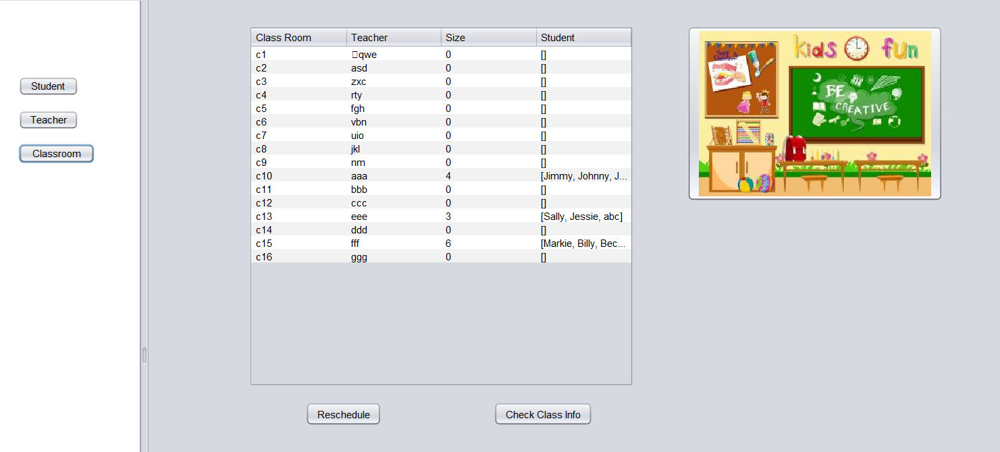 Student
Teacher
Classroom
Class Room Teacher Size Student
c1 □qwe 0 []
c2 asd 0 []
c3 zxc 0 []
c4 rty 0 []
c5 fgh 0 []
c6 vbn 0 []
c7 uio 0 []
c8 jkl 0 []
c9 nm 0 []
c10 aaa 4 [Jimmy, Johnny, J...
c11 bbb 0 []
c12 ccc 0 []
c13 eee 3 [Sally, Jessie, abc]
c14 ddd 0 []
c15 fff 6 [Markie, Billy, Bec...
c16 ggg 0 []
Reschedule
Check Class Info
kids fun
BE
CREATIVE